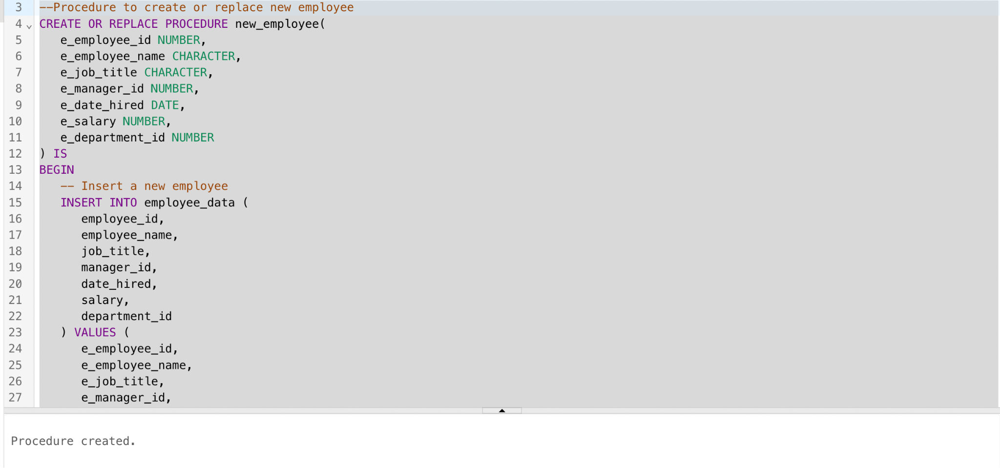 3 --Procedure to create or replace new employee
4 CREATE OR REPLACE PROCEDURE new_employee(
5 e_employee_id NUMBER,
6 e_employee_name CHARACTER,
7 e_job_title CHARACTER,
8 e_manager_id NUMBER,
9 e_date_hired DATE,
10 e_salary NUMBER,
11 e_department_id NUMBER
12 ) IS
13 BEGIN
14 -- Insert a new employee
15 INSERT INTO employee_data (
16 employee_id,
17 employee_name,
18 job_title,
19 manager_id,
20 date_hired,
21 salary,
22 department_id
23 ) VALUES (
24 e_employee_id,
25 e_employee_name,
26 e_job_title,
27 e_manager_id,
Procedure created.